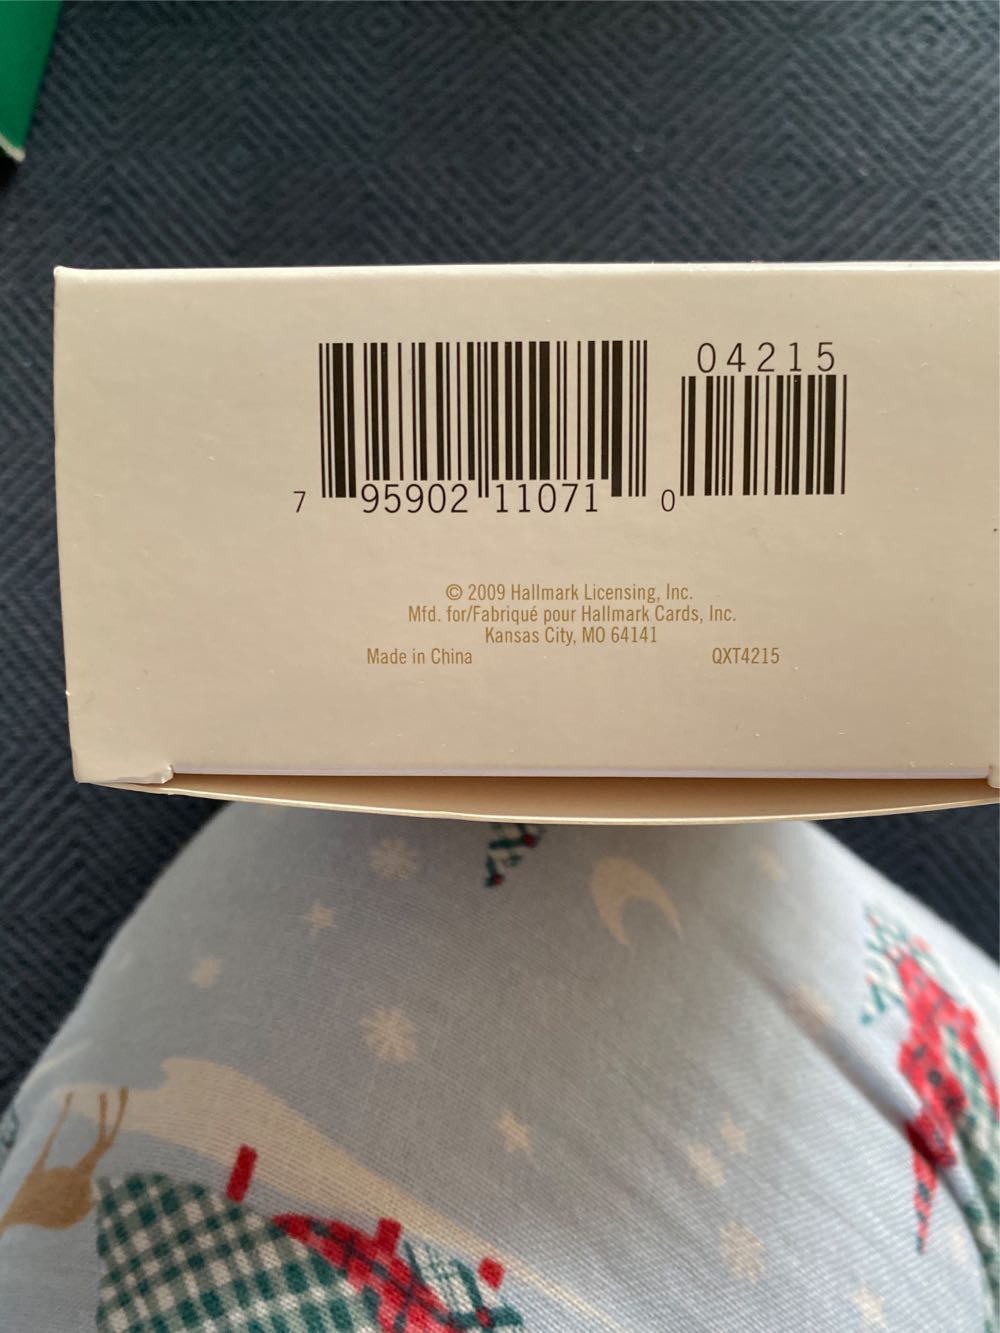 04215
7 95902 11071 0
© 2009 Hallmark Licensing, Inc.
Mfd. for/Fabriqué pour Hallmark Cards, Inc.
Kansas City, MO 64141
Made in China QXT4215